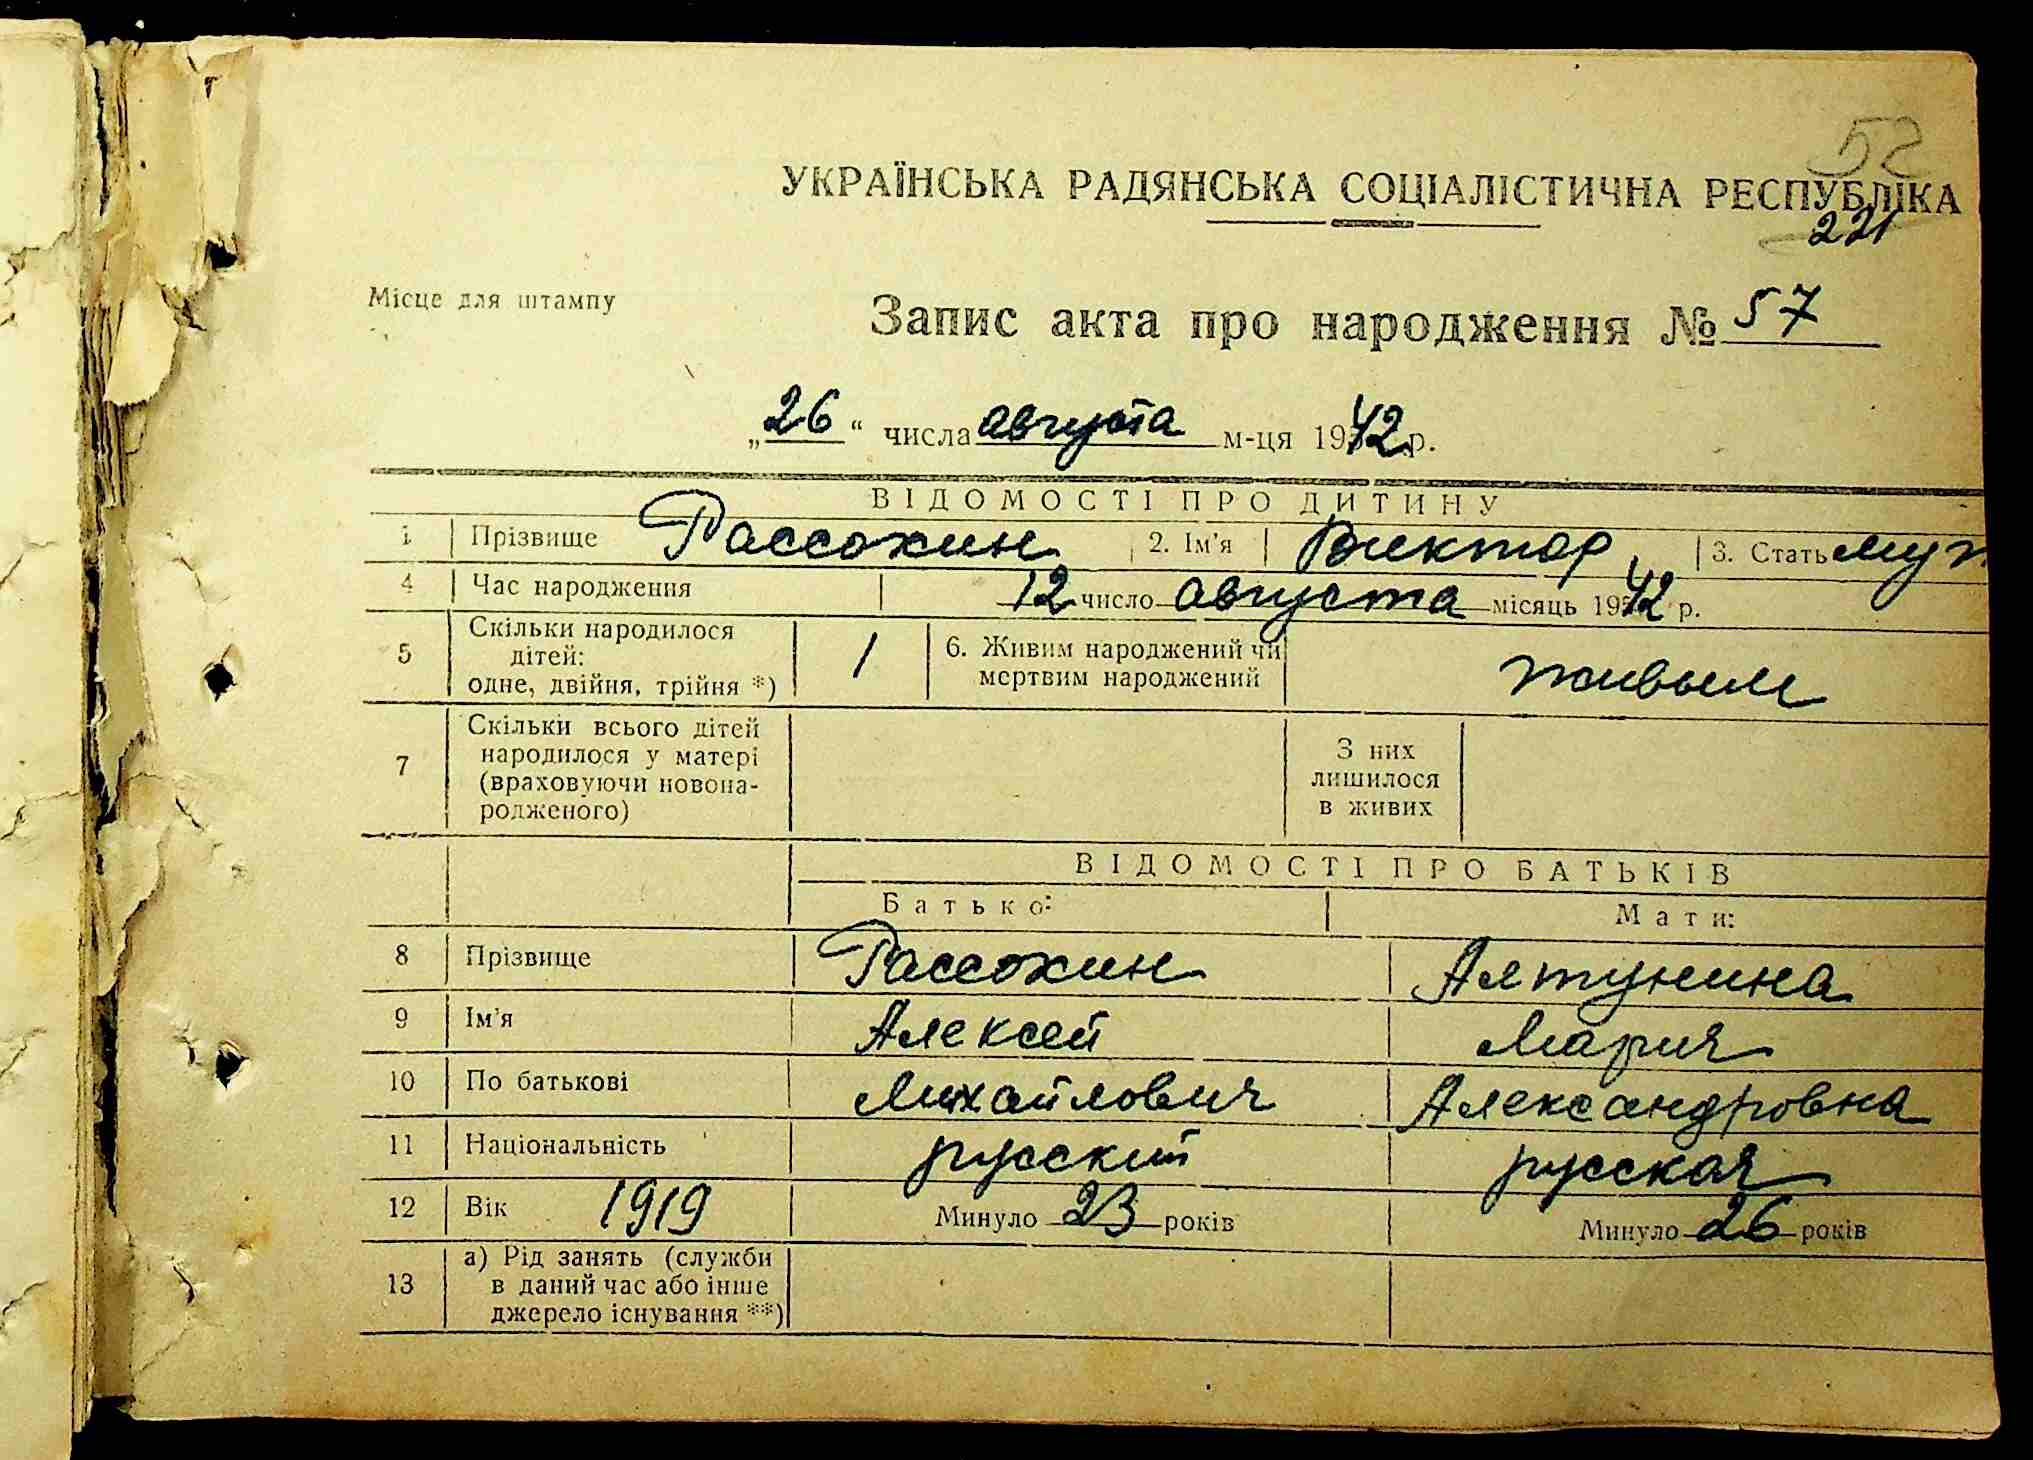 52
УКРАЇНСЬКА РАДЯНСЬКА СОЦІАЛІСТИЧНА РЕСПУБЛІКА
221
Місце для штампу
Запис акта про народження № 57
„26“ числа августа м-ця 1942 р.
ВІДОМОСТІ ПРО ДИТИНУ
1 Прізвище Рассохин 2. Ім'я Виктор 3. Стать муж
4 Час народження 12 число августа місяць 1942 р.
5 Скільки народилося дітей: одне, двійня, трійня *) 1 6. Живим народжений чи мертвим народжений живым
7 Скільки всього дітей народилося у матері (враховуючи новона-родженого) З них лишилося в живих
ВІДОМОСТІ ПРО БАТЬКІВ
Батько: Мати:
8 Прізвище Рассохин Алтунина
9 Ім'я Алексей Мария
10 По батькові Михайлович Александровна
11 Національність русский русская
12 Вік 1919 Минуло 23 років Минуло 26 років
13 а) Рід занять (служби в даний час або інше джерело існування **)